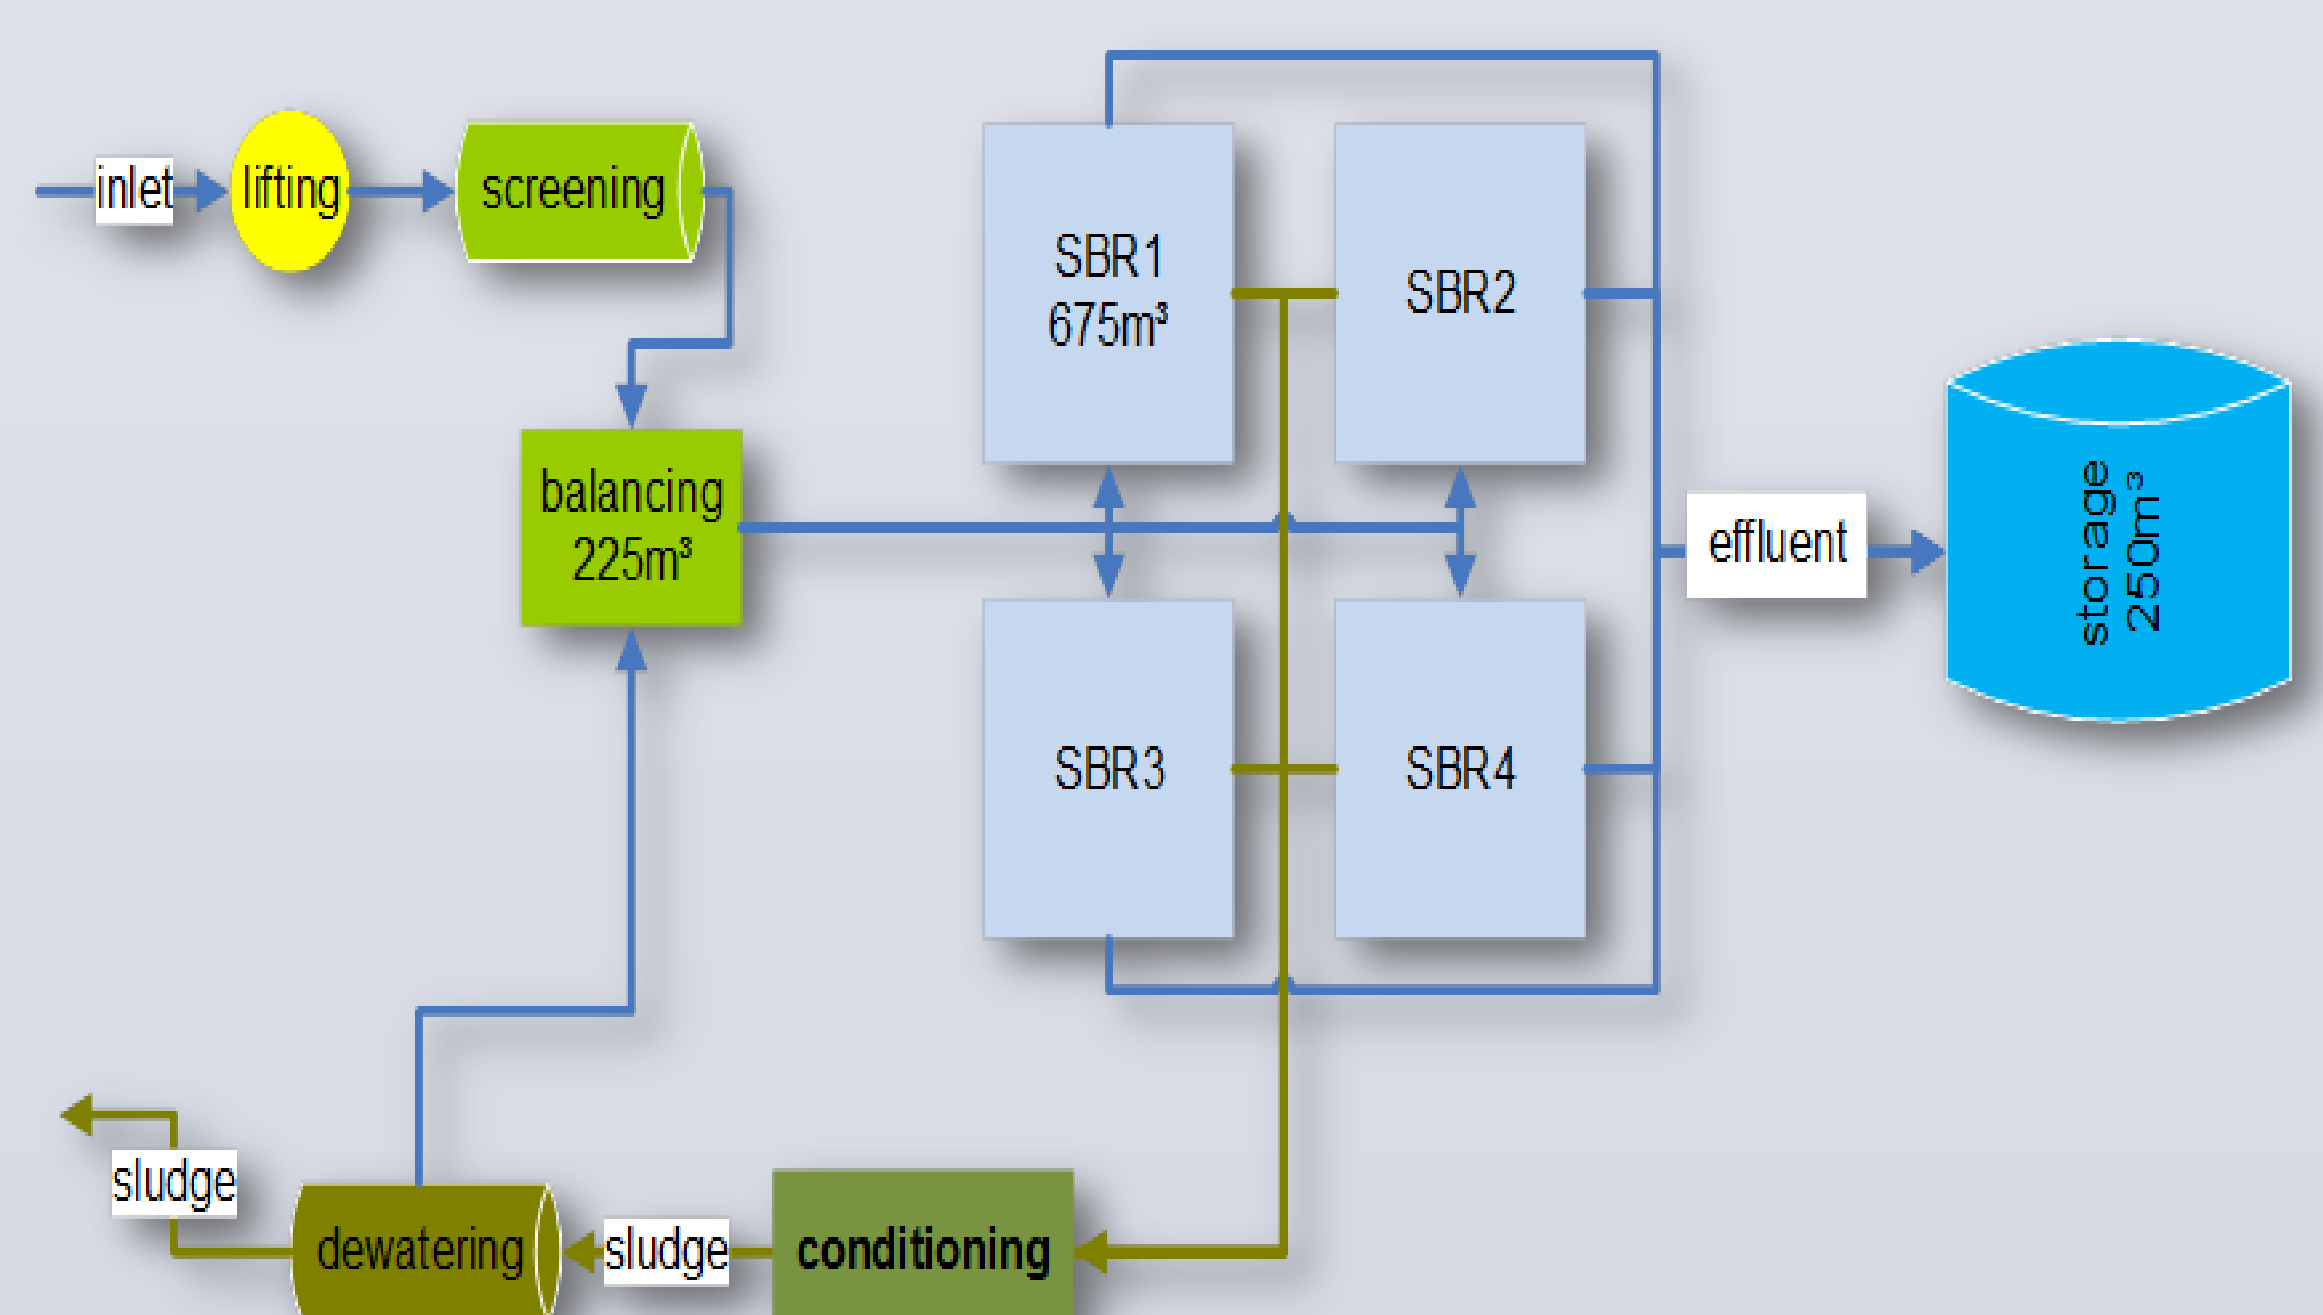 inlet
lifting
screening
balancing
225m³
SBR1
675m³
SBR2
SBR3
SBR4
effluent
storage
250m³
sludge
dewatering
sludge
conditioning